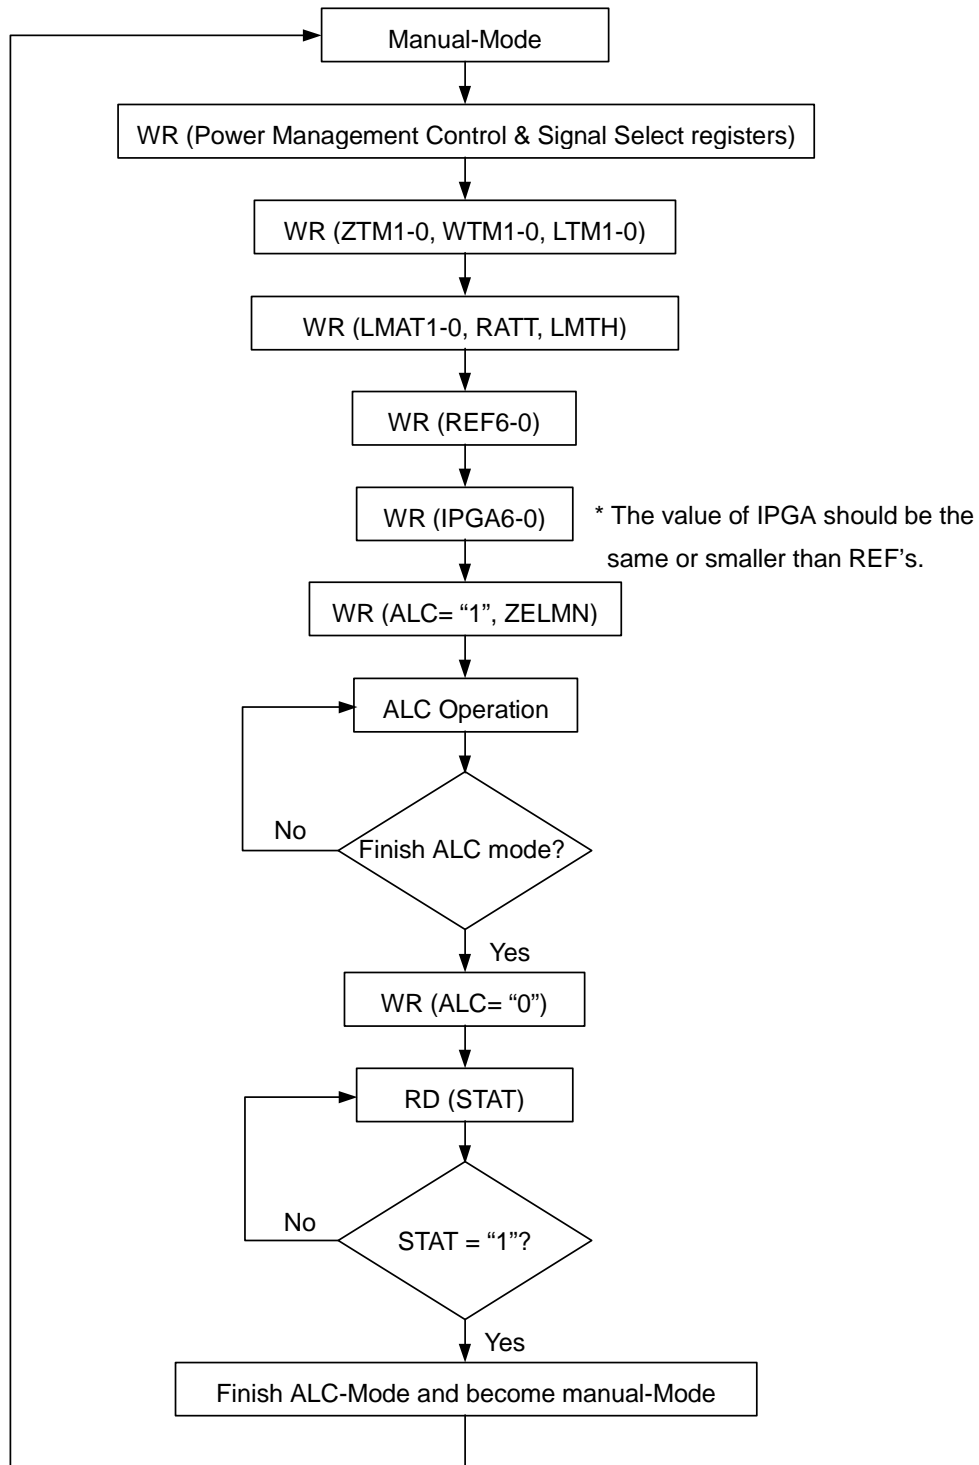 Manual-Mode
WR (Power Management Control & Signal Select registers)
WR (ZTM1-0, WTM1-0, LTM1-0)
WR (LMAT1-0, RATT, LMTH)
WR (REF6-0)
WR (IPGA6-0)
* The value of IPGA should be the
same or smaller than REF’s.
WR (ALC= “1”, ZELMN)
ALC Operation
No
Finish ALC mode?
Yes
WR (ALC= “0”)
RD (STAT)
No
STAT = “1”?
Yes
Finish ALC-Mode and become manual-Mode